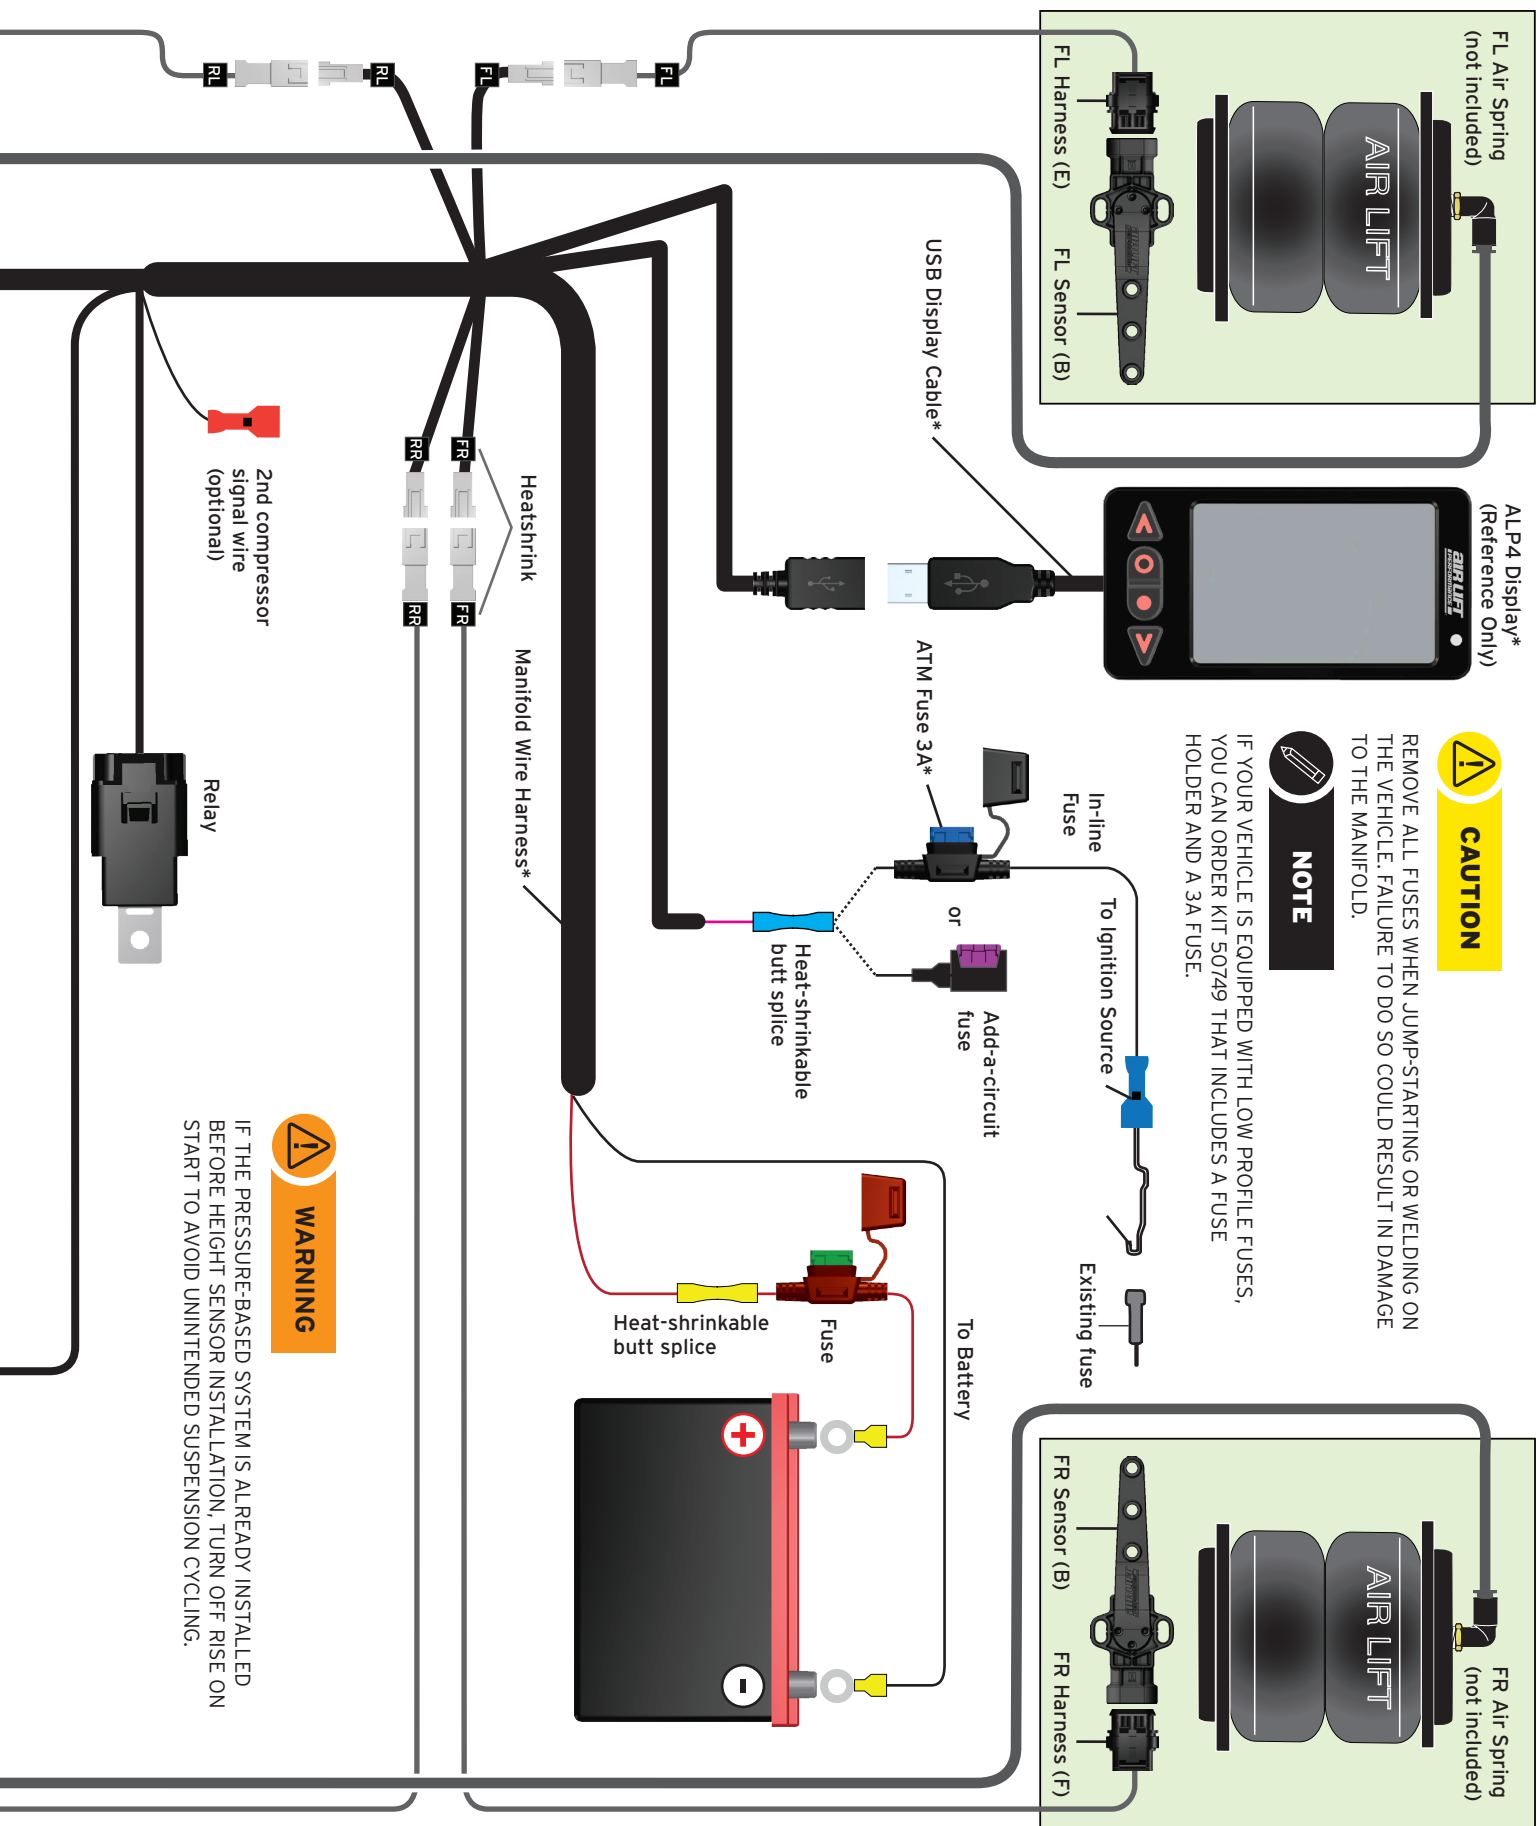 FL Air Spring
(not included)
AIR LIFT
FL Harness (E)
FL Sensor (B)
RL
RL
FL
FL
USB Display Cable*
ALP4 Display*
(Reference Only)
AIR LIFT
PERFORMANCE
CAUTION
REMOVE ALL FUSES WHEN JUMP-STARTING OR WELDING ON
THE VEHICLE. FAILURE TO DO SO COULD RESULT IN DAMAGE
TO THE MANIFOLD.
NOTE
IF YOUR VEHICLE IS EQUIPPED WITH LOW PROFILE FUSES,
YOU CAN ORDER KIT 50749 THAT INCLUDES A FUSE
HOLDER AND A 3A FUSE.
In-line
Fuse
ATM Fuse 3A*
or
To Ignition Source
Add-a-circuit
fuse
Heat-shrinkable
butt splice
Existing fuse
Heatshrink
FR
FR
RR
RR
Manifold Wire Harness*
2nd compressor
signal wire
(optional)
Relay
To Battery
Fuse
Heat-shrinkable
butt splice
+
-
WARNING
IF THE PRESSURE-BASED SYSTEM IS ALREADY INSTALLED
BEFORE HEIGHT SENSOR INSTALLATION, TURN OFF RISE ON
START TO AVOID UNINTENDED SUSPENSION CYCLING.
FR Air Spring
(not included)
AIR LIFT
FR Sensor (B)
FR Harness (F)